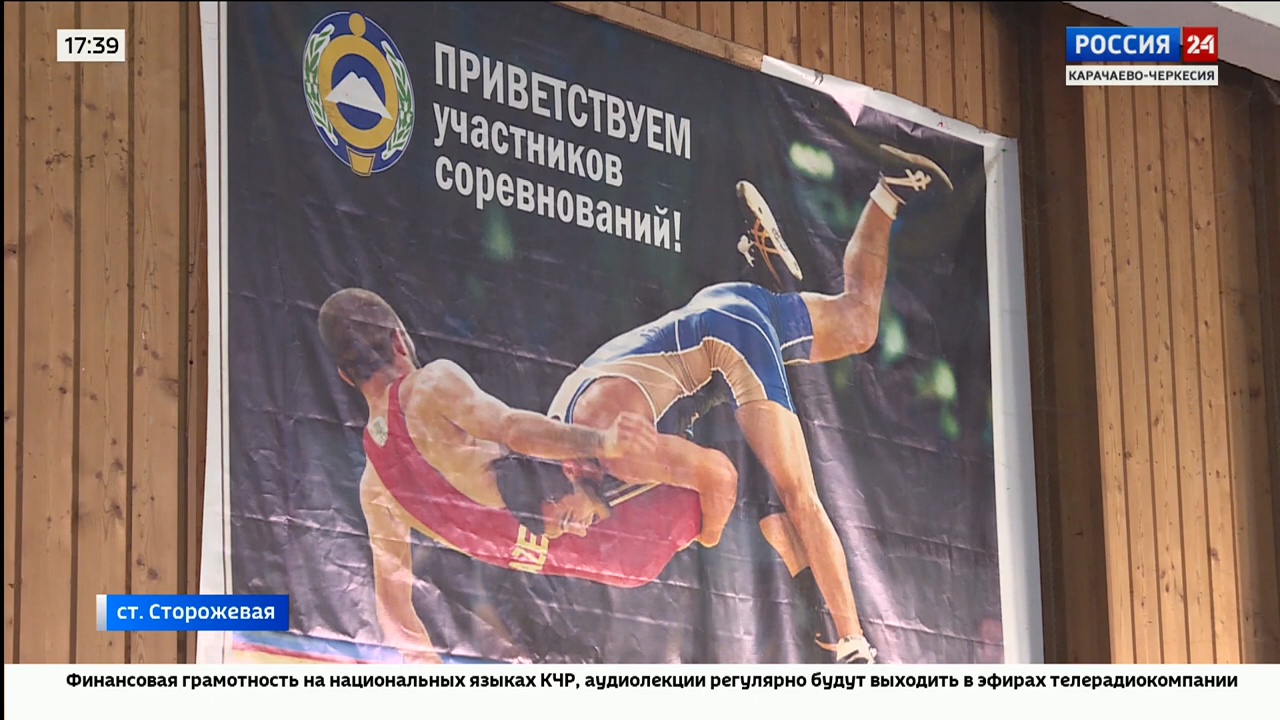 17:39
РОССИЯ 24
КАРАЧАЕВО-ЧЕРКЕСИЯ
ПРИВЕТСТВУЕМ
участников
соревнований!
AZE
ст. Сторожевая
Финансовая грамотность на национальных языках КЧР, аудиолекции регулярно будут выходить в эфирах телерадиокомпании